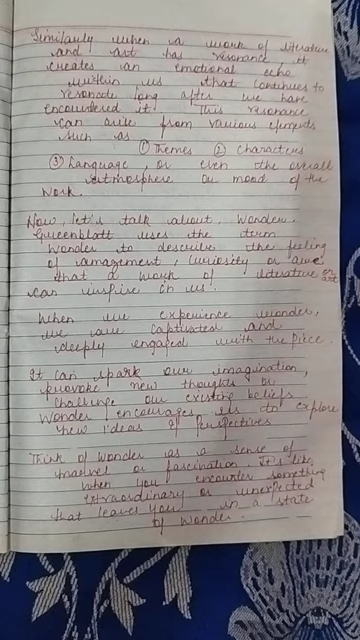 Similarly when a work of literature
and art has resonance, it
creates an emotional echo
within us that continues to
resonate long after we have
encountered it. This resonance
can arise from various elements
such as
① Themes ② Characters
③ Language, or even the overall
atmosphere or mood of the
work.
Now, let's talk about Wonder.
Greenblatt uses the term
Wonder to describe the feeling
of amazement, curiosity or awe
that a work of literature or art
can inspire in us.
When we experience wonder,
we are captivated and
deeply engaged with the piece.
It can spark our imagination,
provoke new thoughts or
challenge our existing beliefs
Wonder encourages us to explore
new ideas & perspectives
Think of wonder as a sense of
marvel or fascination. It's like
when you encounter something
extraordinary or unexpected
that leaves you in a state
of wonder.